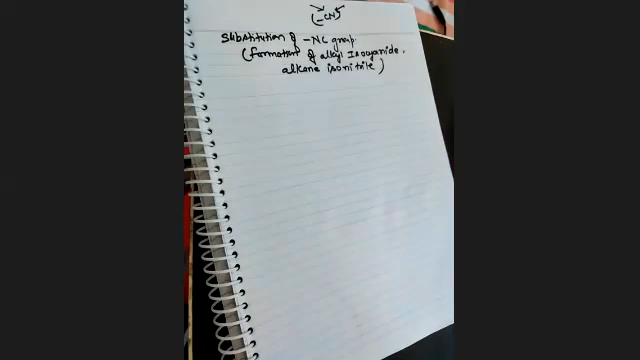 (-CN)
Substitution of -NC group.
(formation of alkyl Isocyanide,
alkane isonitrile)